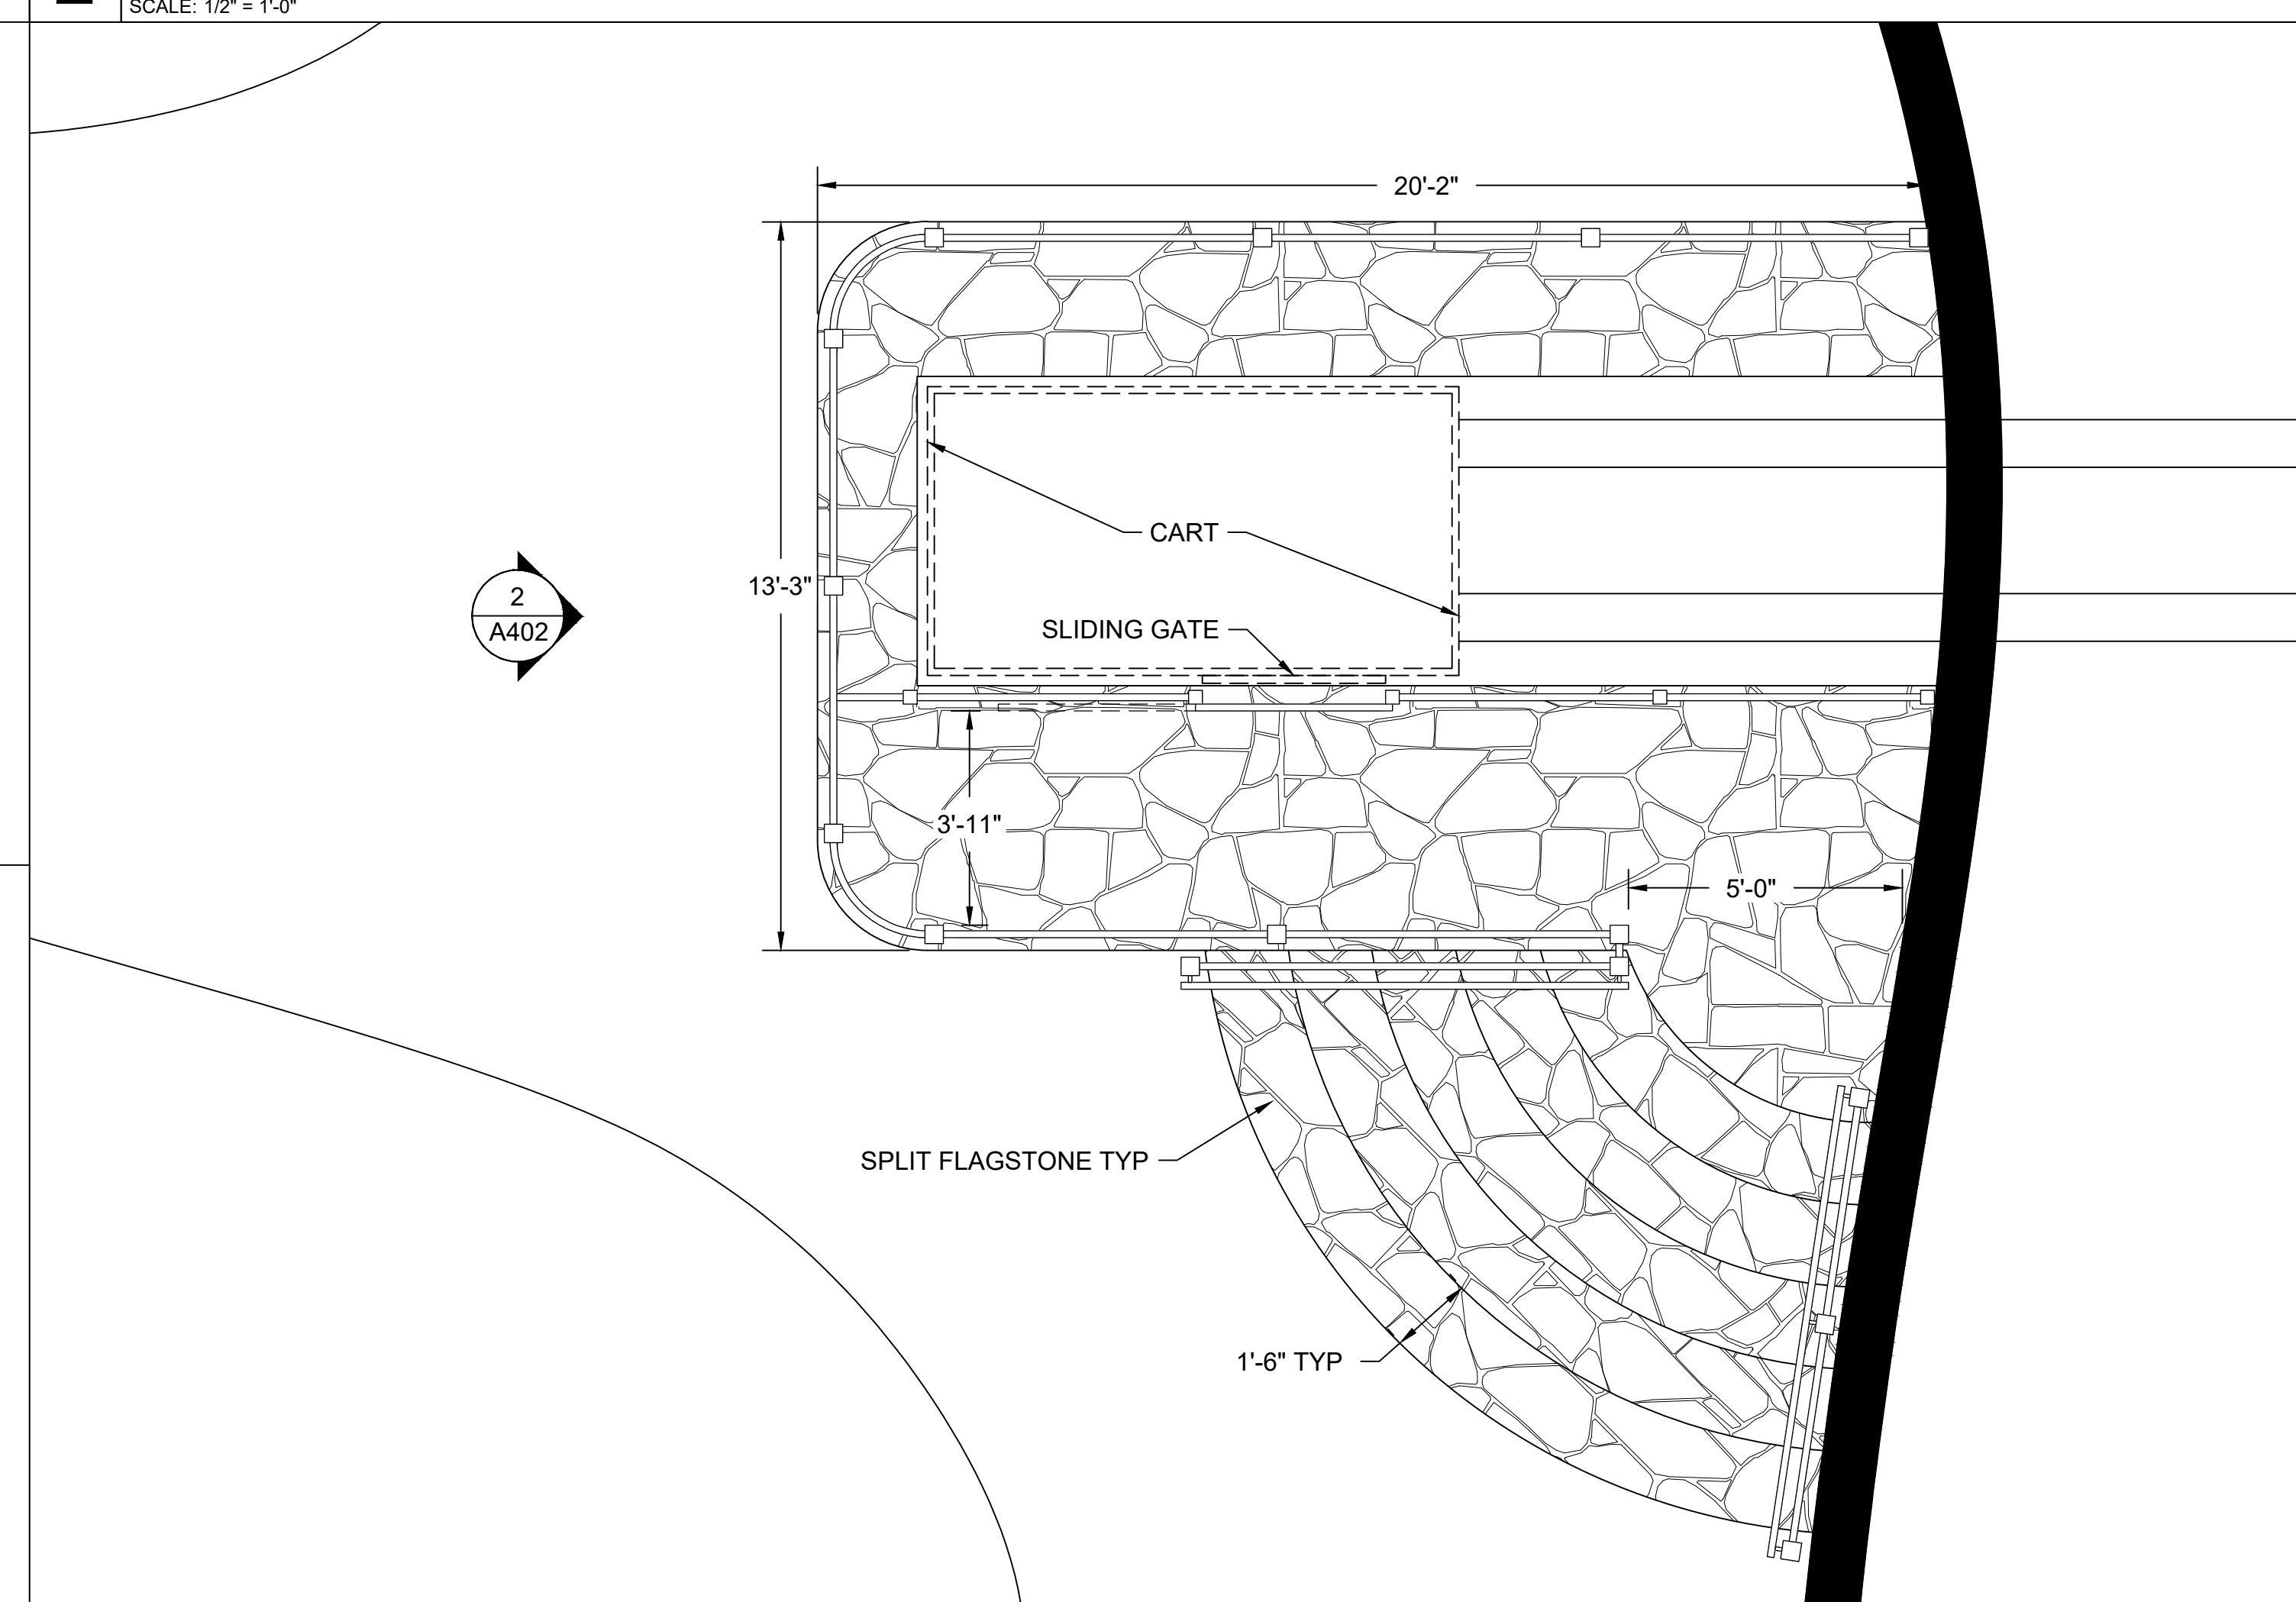 SCALE: 1/2" = 1'-0"
20'-2"
CART
13'-3"
2
A402
SLIDING GATE
3'-11"
5'-0"
SPLIT FLAGSTONE TYP
1'-6" TYP